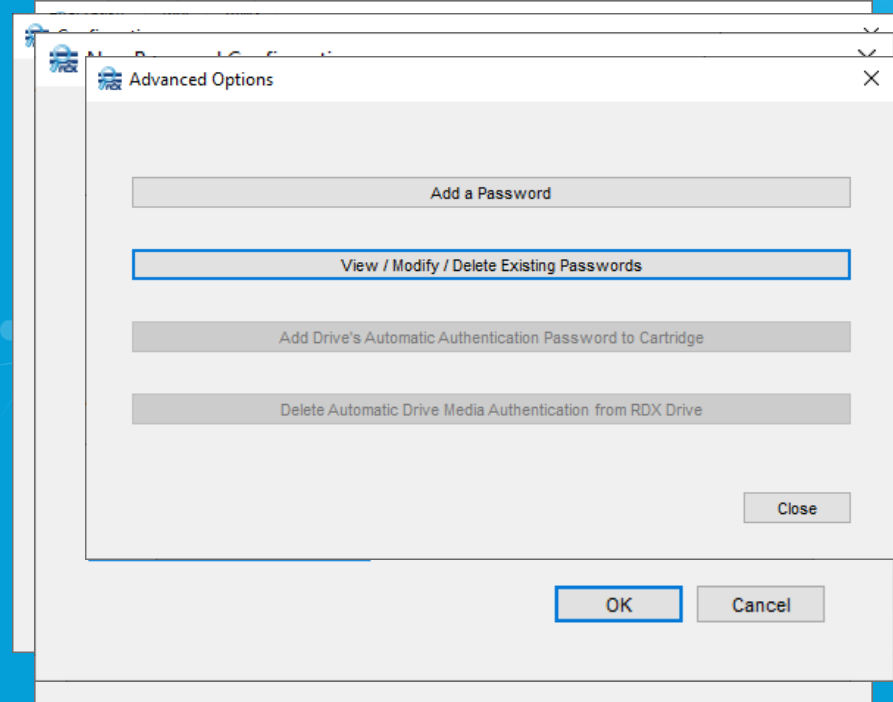 Advanced Options
Add a Password
View / Modify / Delete Existing Passwords
Add Drive's Automatic Authentication Password to Cartridge
Delete Automatic Drive Media Authentication from RDX Drive
Close
OK
Cancel